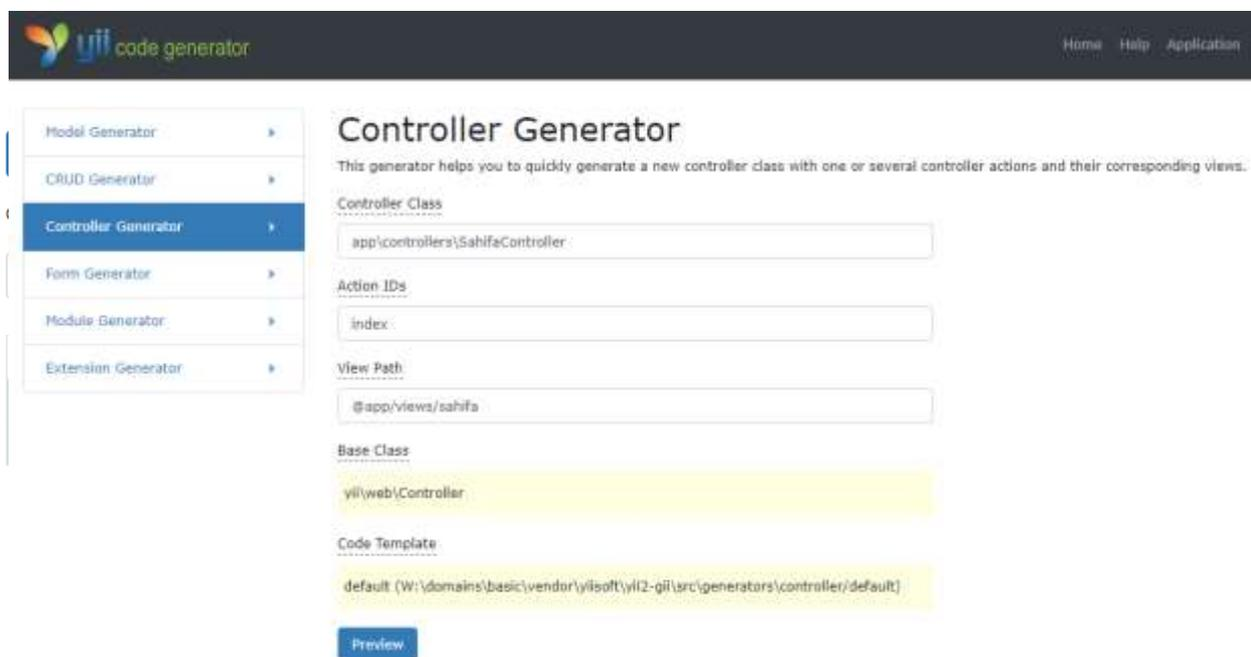 yii code generator
Home Help Application
Model Generator
CRUD Generator
Controller Generator
Form Generator
Module Generator
Extension Generator
Controller Generator
This generator helps you to quickly generate a new controller class with one or several controller actions and their corresponding views.
Controller Class
app\controllers\SahifaController
Action IDs
index
View Path
@app/views/sahifa
Base Class
yii\web\Controller
Code Template
default (W:\domains\basic\vendor\yiisoft\yii2-gii\src\generators\controller/default)
Preview